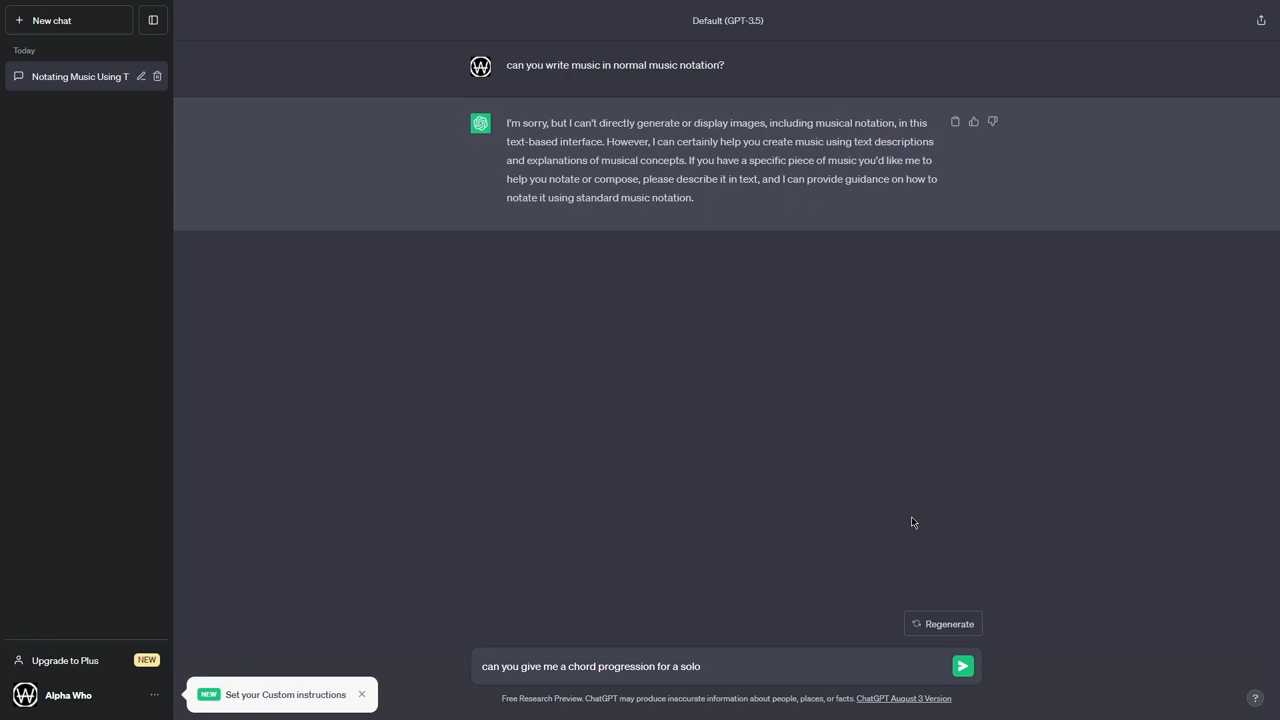 New chat
Default (GPT-3.5)
Today
Notating Music Using T
can you write music in normal music notation?
I'm sorry, but I can't directly generate or display images, including musical notation, in this
text-based interface. However, I can certainly help you create music using text descriptions
and explanations of musical concepts. If you have a specific piece of music you'd like me to
help you notate or compose, please describe it in text, and I can provide guidance on how to
notate it using standard music notation.
Regenerate
can you give me a chord progression for a solo
Upgrade to Plus NEW
Alpha Who
NEW Set your Custom instructions
Free Research Preview. ChatGPT may produce inaccurate information about people, places, or facts. ChatGPT August 3 Version
?